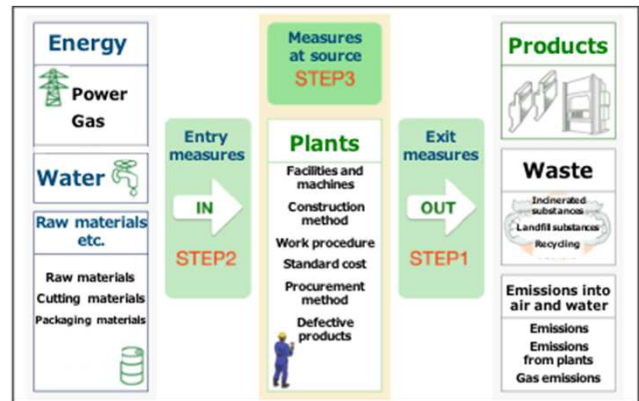 Energy
Power
Gas
Water
Raw materials
etc.
Raw materials
Cutting materials
Packaging materials
Entry
measures
IN
STEP2
Measures
at source
STEP3
Plants
Facilities and
machines
Construction
method
Work procedure
Standard cost
Procurement
method
Defective
products
Exit
measures
OUT
STEP1
Products
Waste
Incinerated
substances
Landfill substances
Recycling
Emissions into
air and water
Emissions
Emissions
from plants
Gas emissions